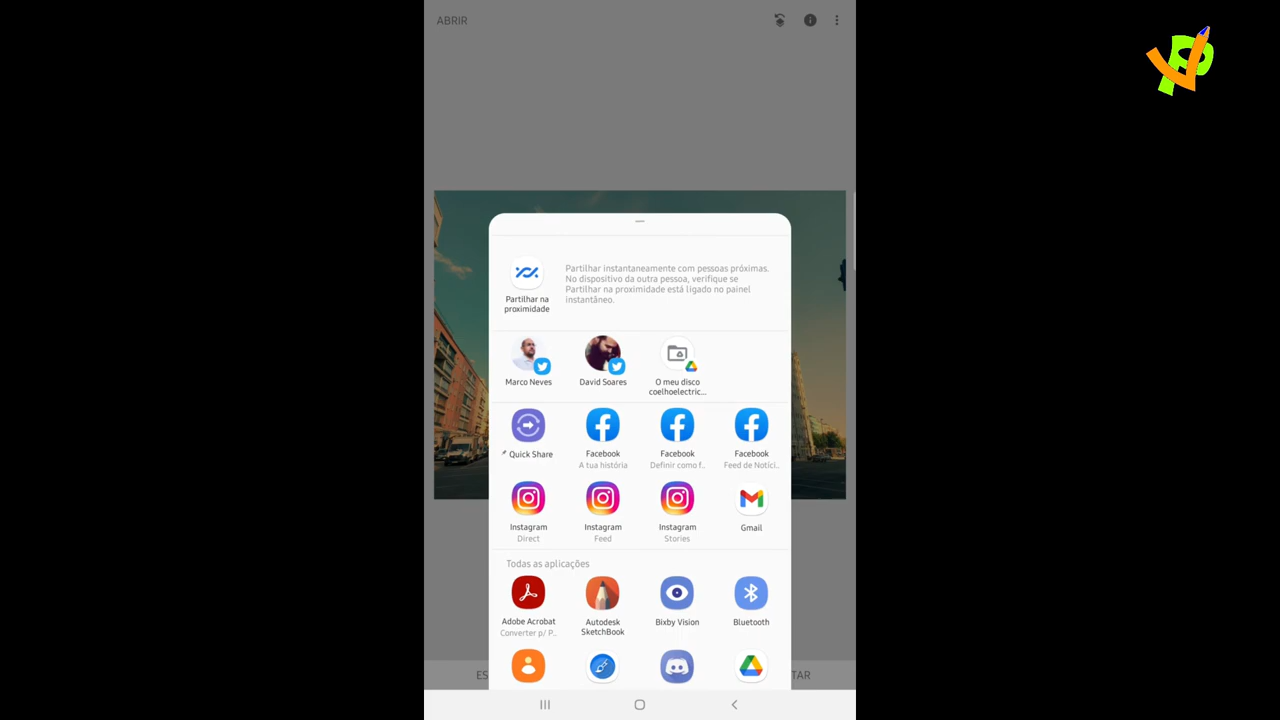 ABRIR
Partilhar na
proximidade
Partilhar instantaneamente com pessoas próximas.
No dispositivo da outra pessoa, verifique se
Partilhar na proximidade está ligado no painel
instantâneo.
Marco Neves
David Soares
O meu disco
coelhoelectric...
Quick Share
Facebook
A tua história
Facebook
Definir como f..
Facebook
Feed de Notíci..
Instagram
Direct
Instagram
Feed
Instagram
Stories
Gmail
Todas as aplicações
Adobe Acrobat
Converter p/ P..
Autodesk
SketchBook
Bixby Vision
Bluetooth
ES
TAR